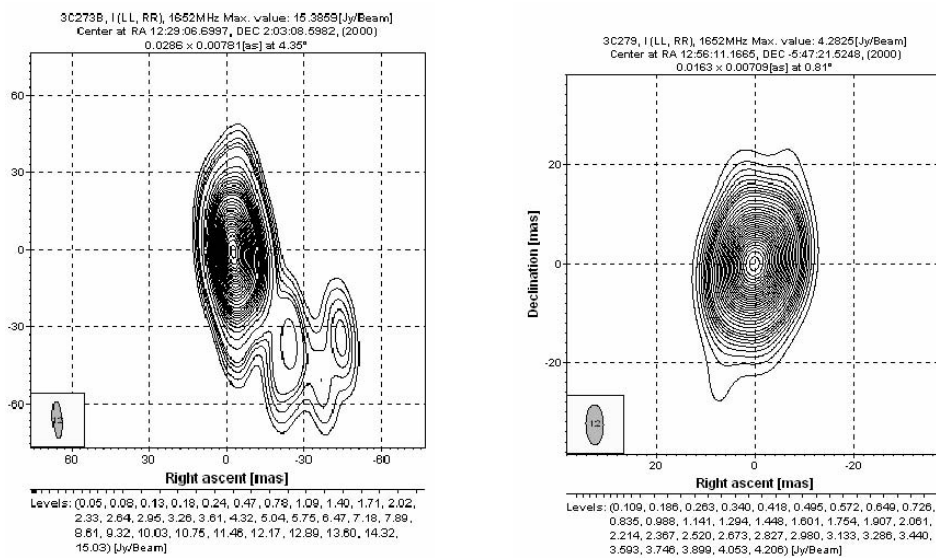 3C273B, I (LL, RR), 1652MHz Max. value: 15.3859[Jy/Beam]
Center at RA 12:29:06.6997, DEC 2:03:08.5982, (2000)
0.0286 x 0.00781[as] at 4.35°
60
30
0
-30
-60
12
60
0
-30
-60
Right ascent [mas]
Levels: (0.05, 0.08, 0.13, 0.18, 0.24, 0.47, 0.78, 1.09, 1.40, 1.71, 2.02,
2.33, 2.64, 2.95, 3.26, 3.61, 4.32, 5.04, 5.75, 6.47, 7.18, 7.89,
8.61, 9.32, 10.03, 10.75, 11.46, 12.17, 12.89, 13.60, 14.32,
15.03) [Jy/Beam]
3C279, I (LL, RR), 1652MHz Max. value: 4.2825[Jy/Beam]
Center at RA 12:56:11.1665, DEC -5:47:21.5248, (2000)
0.0163 x 0.00709[as] at 0.81°
Declination [mas]
20
0
-20
12
20
0
-20
Right ascent [mas]
Levels: (0.109, 0.186, 0.263, 0.340, 0.418, 0.495, 0.572, 0.649, 0.726,
0.835, 0.988, 1.141, 1.294, 1.448, 1.601, 1.754, 1.907, 2.061,
2.214, 2.367, 2.520, 2.673, 2.827, 2.980, 3.133, 3.286, 3.440,
3.593, 3.746, 3.899, 4.053, 4.206) [Jy/Beam]